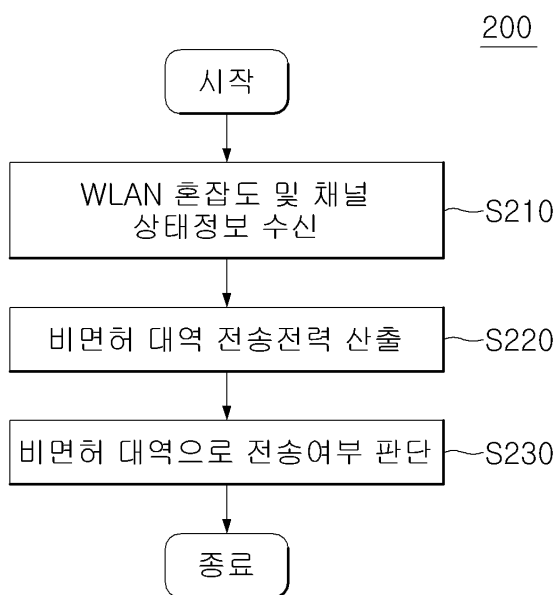 200
시작
WLAN 혼잡도 및 채널
상태정보 수신
S210
비면허 대역 전송전력 산출
S220
비면허 대역으로 전송여부 판단
S230
종료